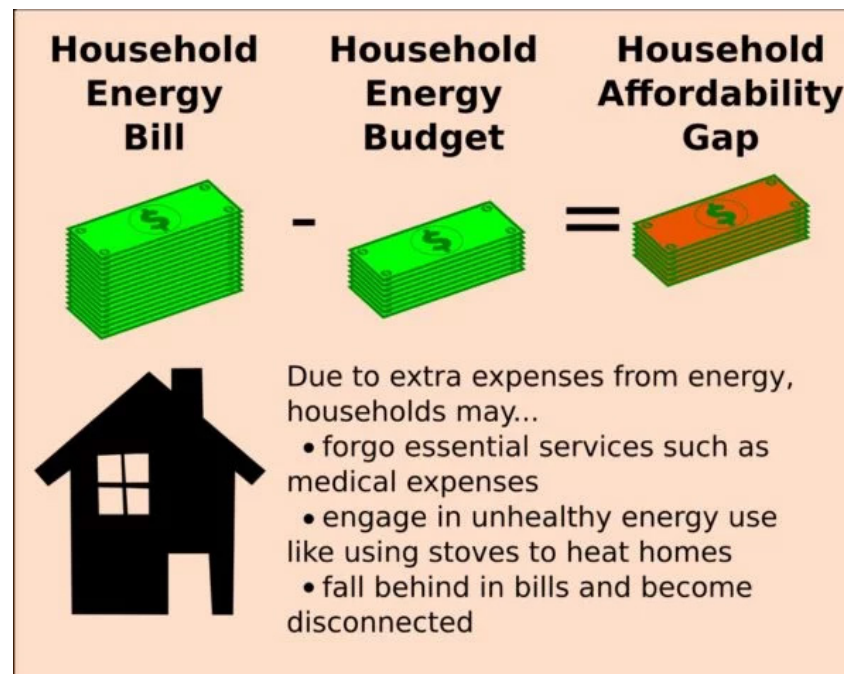 Household Energy Bill
-
Household Energy Budget
=
Household Affordability Gap
$
$
$
Due to extra expenses from energy,
households may...
• forgo essential services such as
medical expenses
• engage in unhealthy energy use
like using stoves to heat homes
• fall behind in bills and become
disconnected